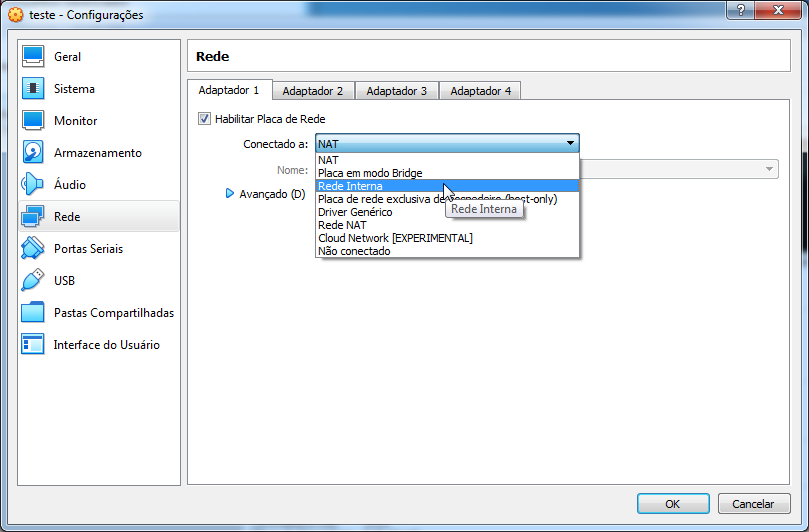 teste - Configurações
?
Geral
Sistema
Monitor
Armazenamento
Áudio
Rede
Portas Seriais
USB
Pastas Compartilhadas
Interface do Usuário
Rede
Adaptador 1 Adaptador 2 Adaptador 3 Adaptador 4
Habilitar Placa de Rede
Conectado a: NAT
Nome:
Avançado (D)
NAT
Placa em modo Bridge
Rede Interna
Placa de rede exclusiva de (host-only)
Rede Interna
Driver Genérico
Rede NAT
Cloud Network [EXPERIMENTAL]
Não conectado
OK Cancelar